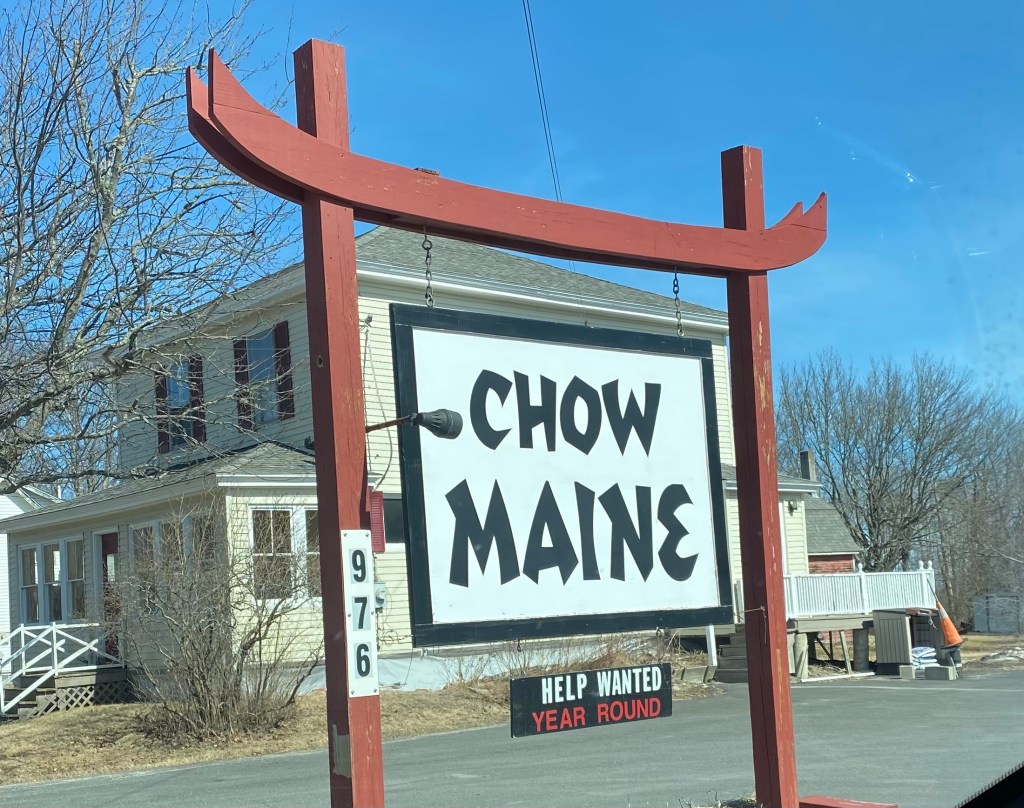 CHOW
MAINE
976
HELP WANTED
YEAR ROUND